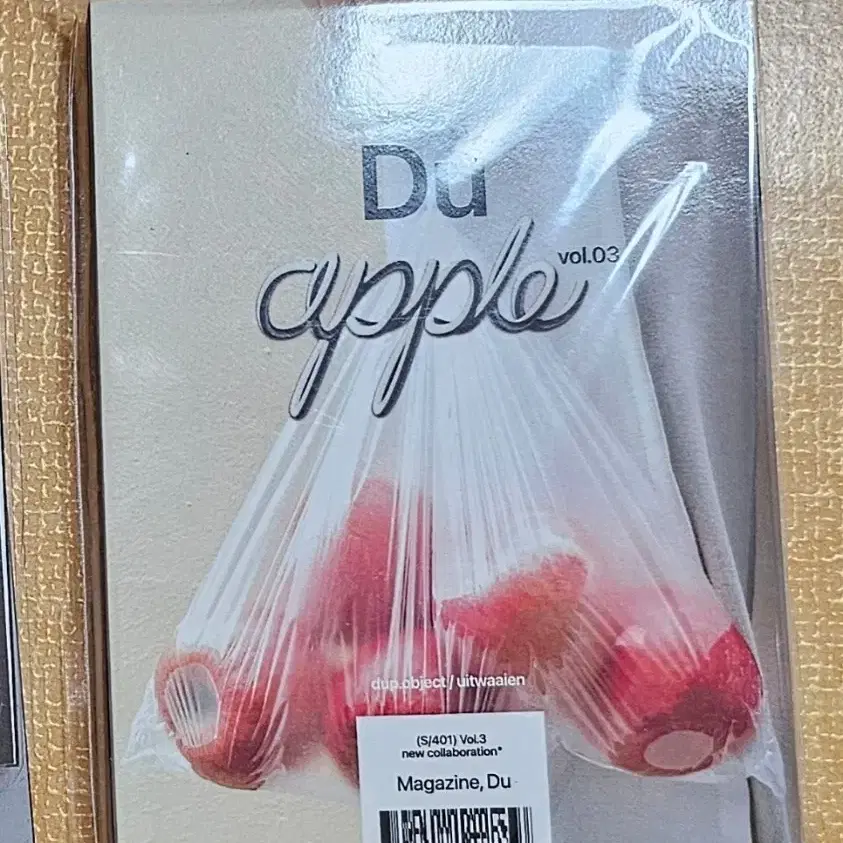 Du
apple
vol.03
dup.object / uitwaaien
(S/401) Vol.3
new collaboration*
Magazine, Du